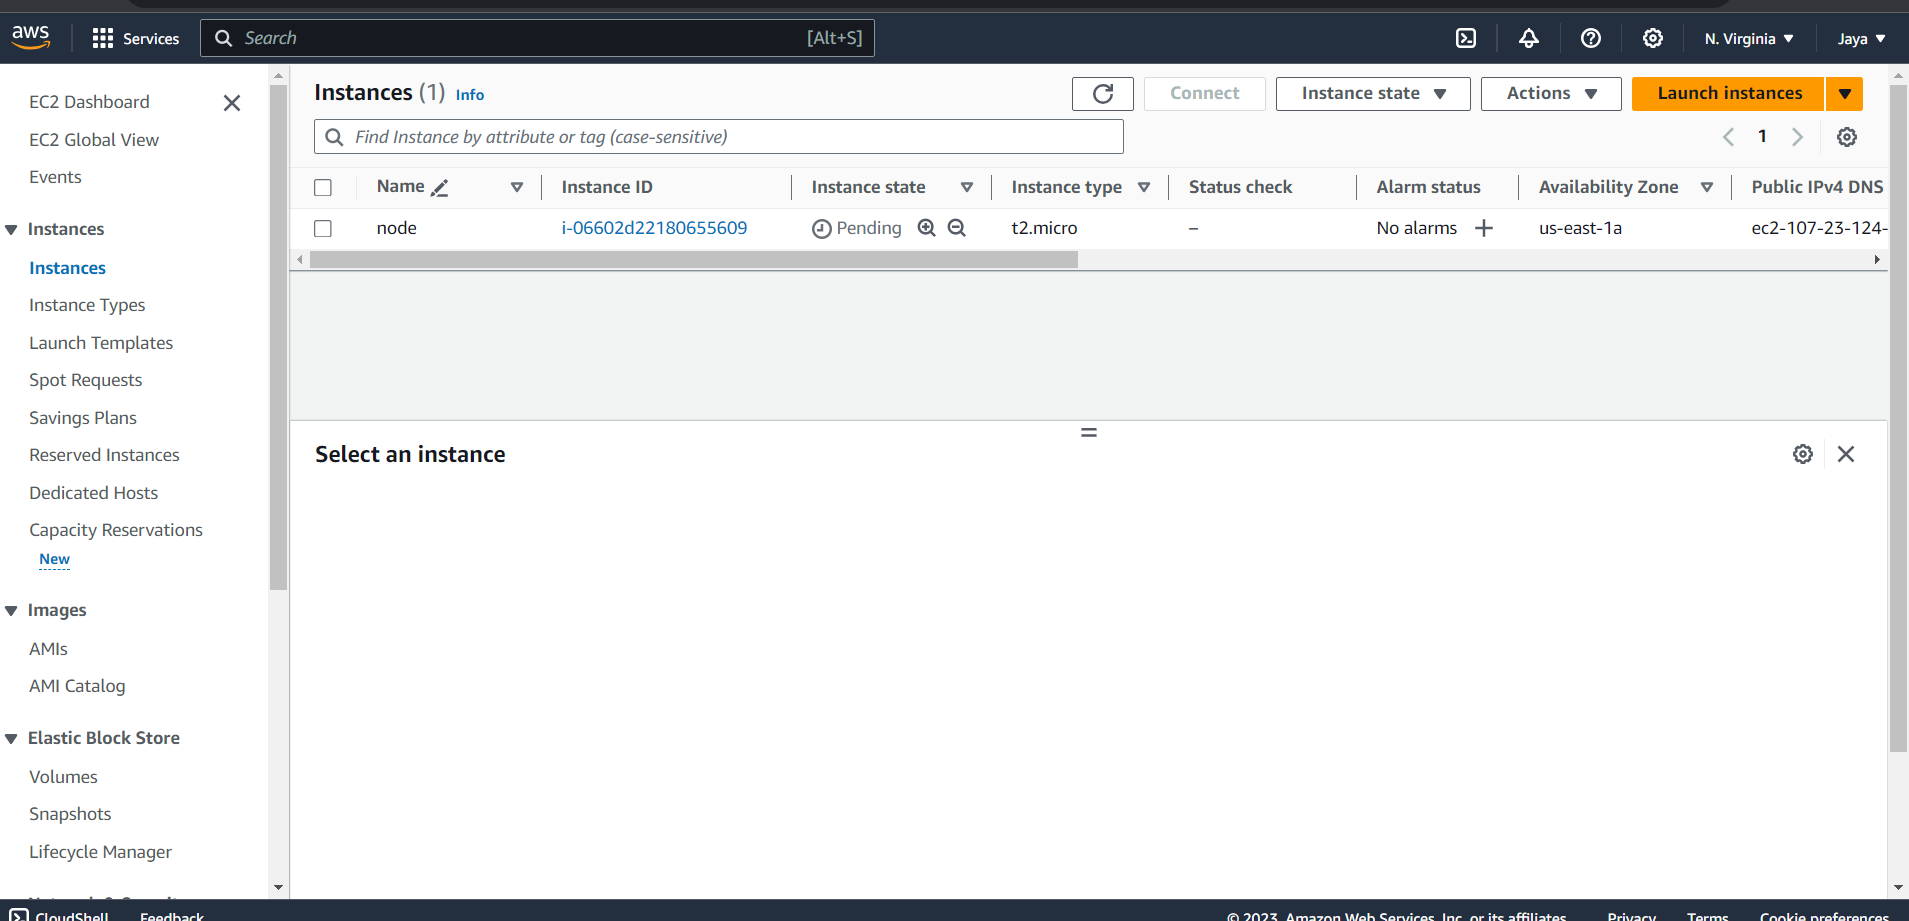 aws
Services
Search
[Alt+S]
N. Virginia
Jaya
EC2 Dashboard
EC2 Global View
Events
Instances
Instances
Instance Types
Launch Templates
Spot Requests
Savings Plans
Reserved Instances
Dedicated Hosts
Capacity Reservations
New
Images
AMIs
AMI Catalog
Elastic Block Store
Volumes
Snapshots
Lifecycle Manager
Instances (1) Info
Connect
Instance state
Actions
Launch instances
Find Instance by attribute or tag (case-sensitive)
1
Name Instance ID Instance state Instance type Status check Alarm status Availability Zone Public IPv4 DNS
node i-06602d22180655609 Pending t2.micro – No alarms + us-east-1a ec2-107-23-124-
Select an instance
CloudShell Feedback © 2023, Amazon Web Services, Inc. or its affiliates. Privacy Terms Cookie preferences